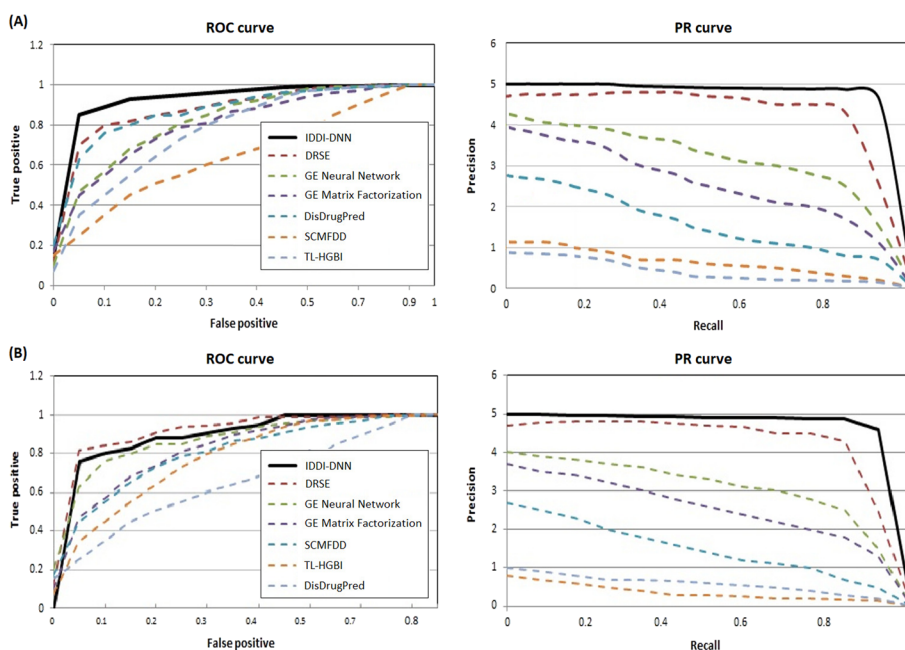 (A)
ROC curve
1.2
1
0.8
0.6
0.4
0.2
0
True positive
IDDI-DNN
DRSE
GE Neural Network
GE Matrix Factorization
DisDrugPred
SCMFDD
TL-HGBI
0 0.1 0.2 0.3 0.4 0.5 0.7 0.9 1
False positive
PR curve
6
5
4
3
2
1
0
Precision
0 0.2 0.4 0.6 0.8
Recall
(B)
ROC curve
1.2
1
0.8
0.6
0.4
0.2
0
True positive
IDDI-DNN
DRSE
GE Neural Network
GE Matrix Factorization
SCMFDD
TL-HGBI
DisDrugPred
0 0.1 0.2 0.3 0.4 0.5 0.6 0.8
False positive
PR curve
6
5
4
3
2
1
0
Precision
0 0.2 0.4 0.6 0.8
Recall